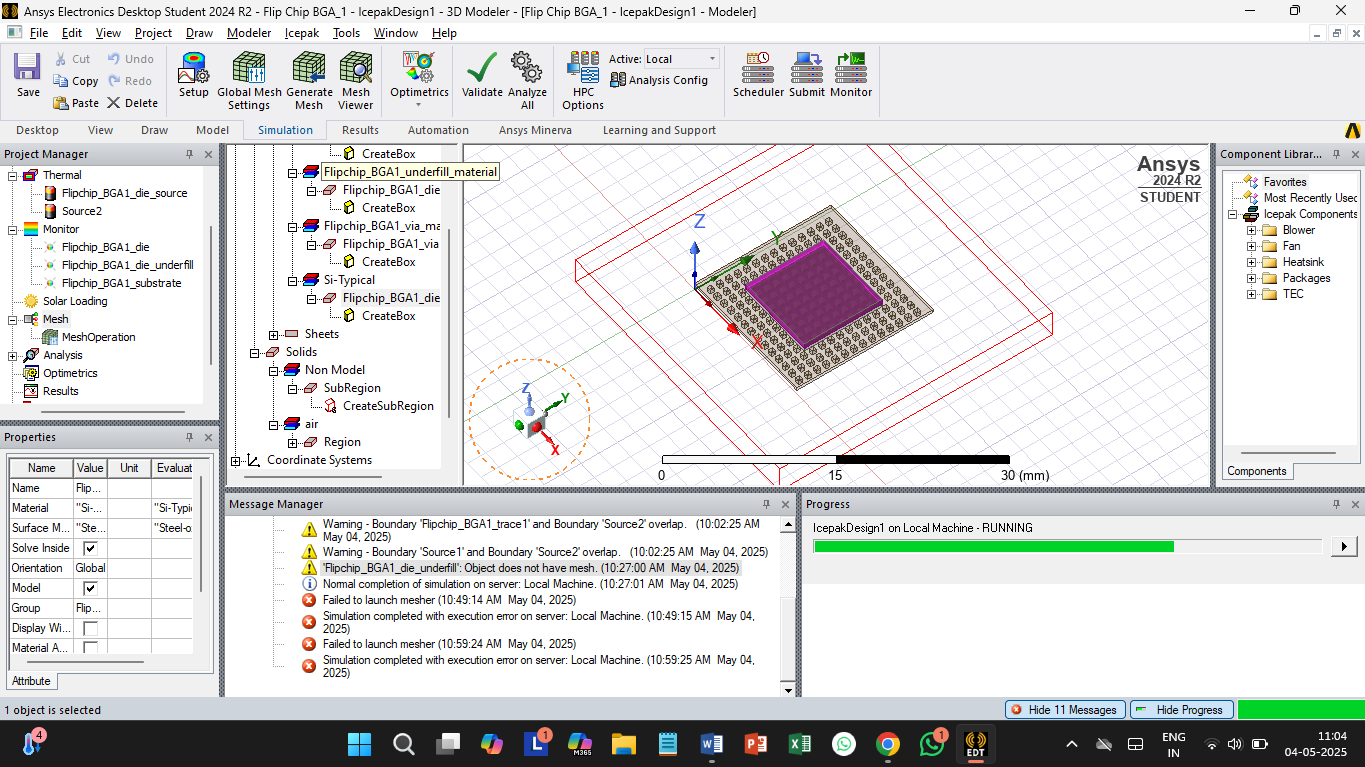 Ansys Electronics Desktop Student 2024 R2 - Flip Chip BGA_1 - IcepakDesign1 - 3D Modeler - [Flip Chip BGA_1 - IcepakDesign1 - Modeler]
File Edit View Project Draw Modeler Icepak Tools Window Help
Save
Cut
Copy
Paste
Undo
Redo
Delete
Setup
Global Mesh Settings
Generate Mesh
Mesh Viewer
Optimetrics
Validate
Analyze All
HPC Options
Active: Local
Analysis Config
Scheduler
Submit
Monitor
Desktop View Draw Model Simulation Results Automation Ansys Minerva Learning and Support
Project Manager
Thermal
Flipchip_BGA1_die_source
Source2
Monitor
Flipchip_BGA1_die
Flipchip_BGA1_die_underfill
Flipchip_BGA1_substrate
Solar Loading
Mesh
MeshOperation
Analysis
Optimetrics
Results
Properties
Name Value Unit Evaluat
Name Flip...
Material "Si-... "Si-Typic
Surface M... "Ste... "Steel-o
Solve Inside
Orientation Global
Model
Group Flip...
Display Wi...
Material A...
Attribute
CreateBox
Flipchip_BGA1_underfill_material
Flipchip_BGA1_die
CreateBox
Flipchip_BGA1_via_ma
Flipchip_BGA1_via
CreateBox
Si-Typical
Flipchip_BGA1_die
CreateBox
Sheets
Solids
Non Model
SubRegion
CreateSubRegion
air
Region
Coordinate Systems
Ansys
2024 R2
STUDENT
Z
Y
X
Z
Y
X
0 15 30 (mm)
Component Librar...
Favorites
Most Recently Used
Icepak Components
Blower
Fan
Heatsink
Packages
TEC
Components
Message Manager
Warning - Boundary 'Flipchip_BGA1_trace1' and Boundary 'Source2' overlap. (10:02:25 AM
May 04, 2025)
Warning - Boundary 'Source1' and Boundary 'Source2' overlap. (10:02:25 AM May 04, 2025)
'Flipchip_BGA1_die_underfill': Object does not have mesh. (10:27:00 AM May 04, 2025)
Normal completion of simulation on server: Local Machine. (10:27:01 AM May 04, 2025)
Failed to launch mesher (10:49:14 AM May 04, 2025)
Simulation completed with execution error on server: Local Machine. (10:49:15 AM May 04,
2025)
Failed to launch mesher (10:59:24 AM May 04, 2025)
Simulation completed with execution error on server: Local Machine. (10:59:25 AM May 04,
2025)
Progress
IcepakDesign1 on Local Machine - RUNNING
1 object is selected
Hide 11 Messages
Hide Progress
4
L
1
M365
1
EDT
ENG
IN
11:04
04-05-2025